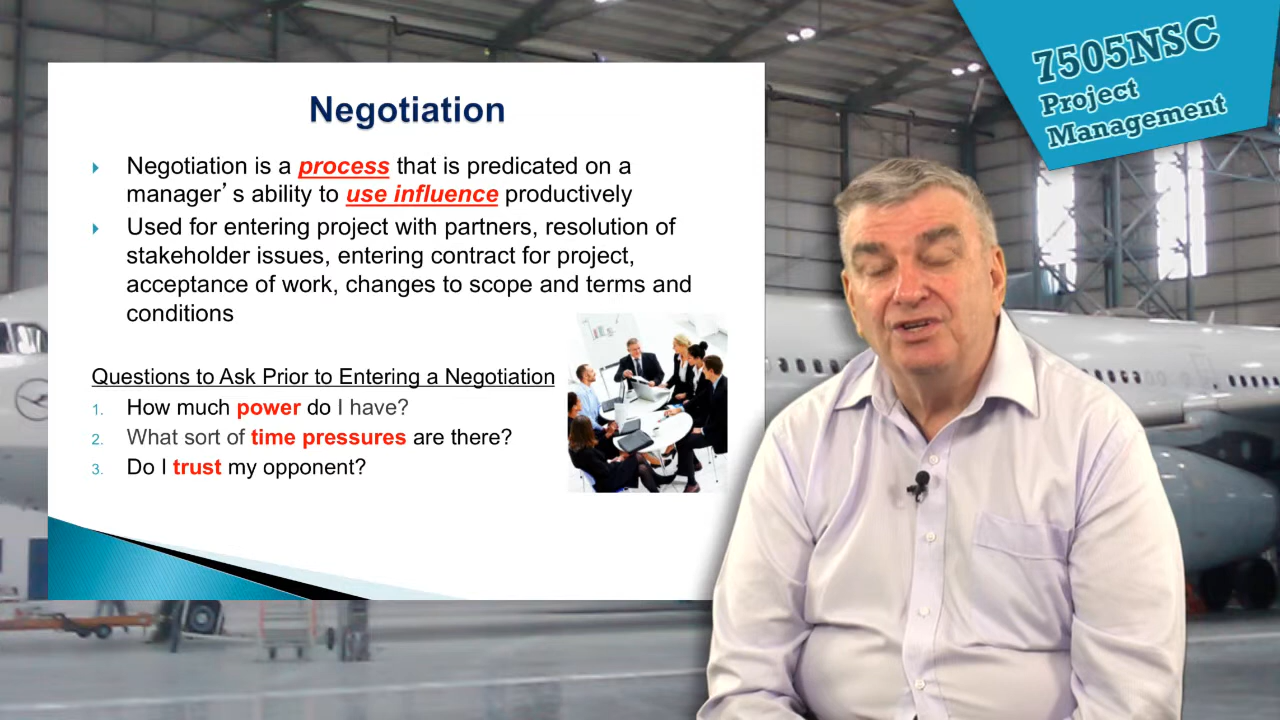 Negotiation
Negotiation is a process that is predicated on a
manager’s ability to use influence productively
Used for entering project with partners, resolution of
stakeholder issues, entering contract for project,
acceptance of work, changes to scope and terms and
conditions
Questions to Ask Prior to Entering a Negotiation
1. How much power do I have?
2. What sort of time pressures are there?
3. Do I trust my opponent?
7505NSC
Project
Management